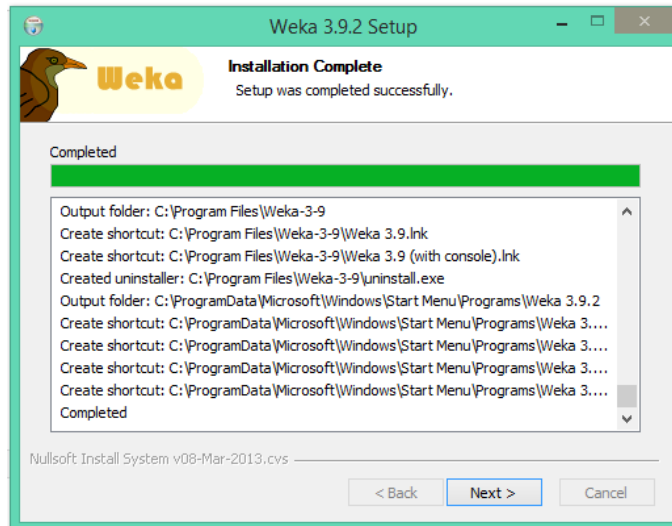 Weka 3.9.2 Setup
Weka
Installation Complete
Setup was completed successfully.
Completed
Output folder: C:\Program Files\Weka-3-9
Create shortcut: C:\Program Files\Weka-3-9\Weka 3.9.lnk
Create shortcut: C:\Program Files\Weka-3-9\Weka 3.9 (with console).lnk
Created uninstaller: C:\Program Files\Weka-3-9\uninstall.exe
Output folder: C:\ProgramData\Microsoft\Windows\Start Menu\Programs\Weka 3.9.2
Create shortcut: C:\ProgramData\Microsoft\Windows\Start Menu\Programs\Weka 3....
Create shortcut: C:\ProgramData\Microsoft\Windows\Start Menu\Programs\Weka 3....
Create shortcut: C:\ProgramData\Microsoft\Windows\Start Menu\Programs\Weka 3....
Create shortcut: C:\ProgramData\Microsoft\Windows\Start Menu\Programs\Weka 3....
Completed
Nullsoft Install System v08-Mar-2013.cvs
< Back Next > Cancel